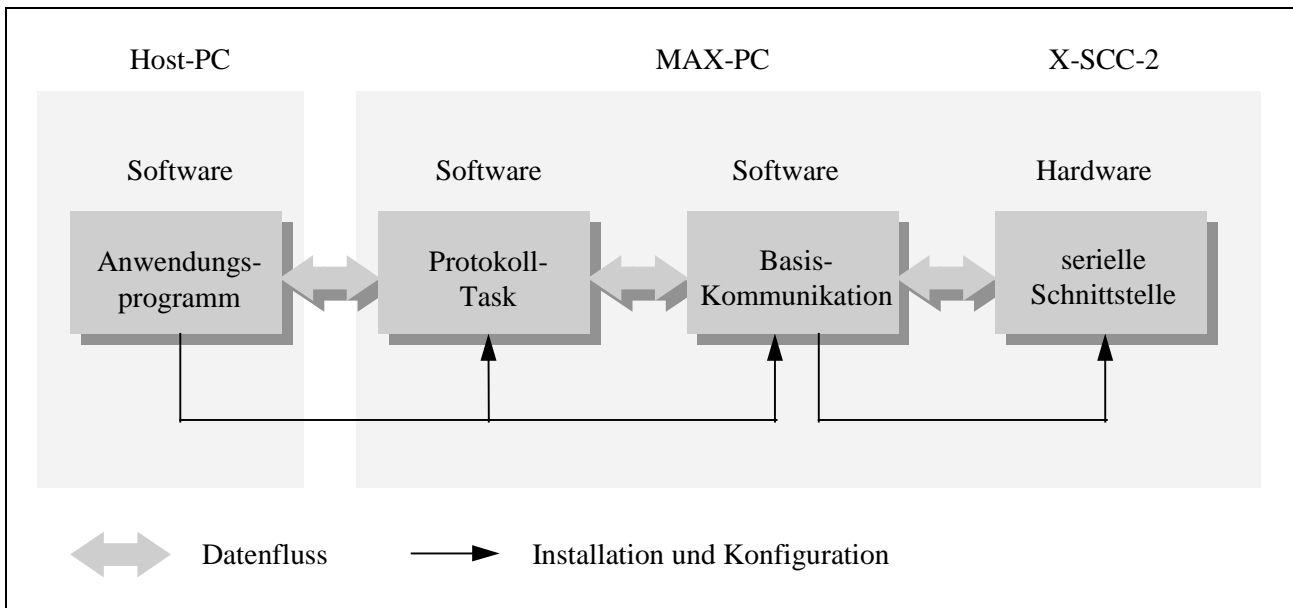 Host-PC
MAX-PC
X-SCC-2
Software
Software
Software
Hardware
Anwendungs-
programm
Protokoll-
Task
Basis-
Kommunikation
serielle
Schnittstelle
Datenfluss
Installation und Konfiguration